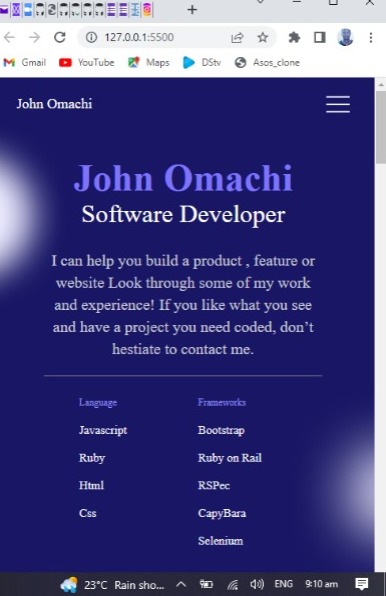 127.0.0.1:5500
Gmail YouTube Maps DStv Asos_clone
John Omachi
John Omachi
Software Developer
I can help you build a product , feature or
website Look through some of my work
and experience! If you like what you see
and have a project you need coded, don’t
hestiate to contact me.
Language Frameworks
Javascript Bootstrap
Ruby Ruby on Rail
Html RSPec
Css CapyBara
Selenium
23°C Rain sho... ENG 9:10 am